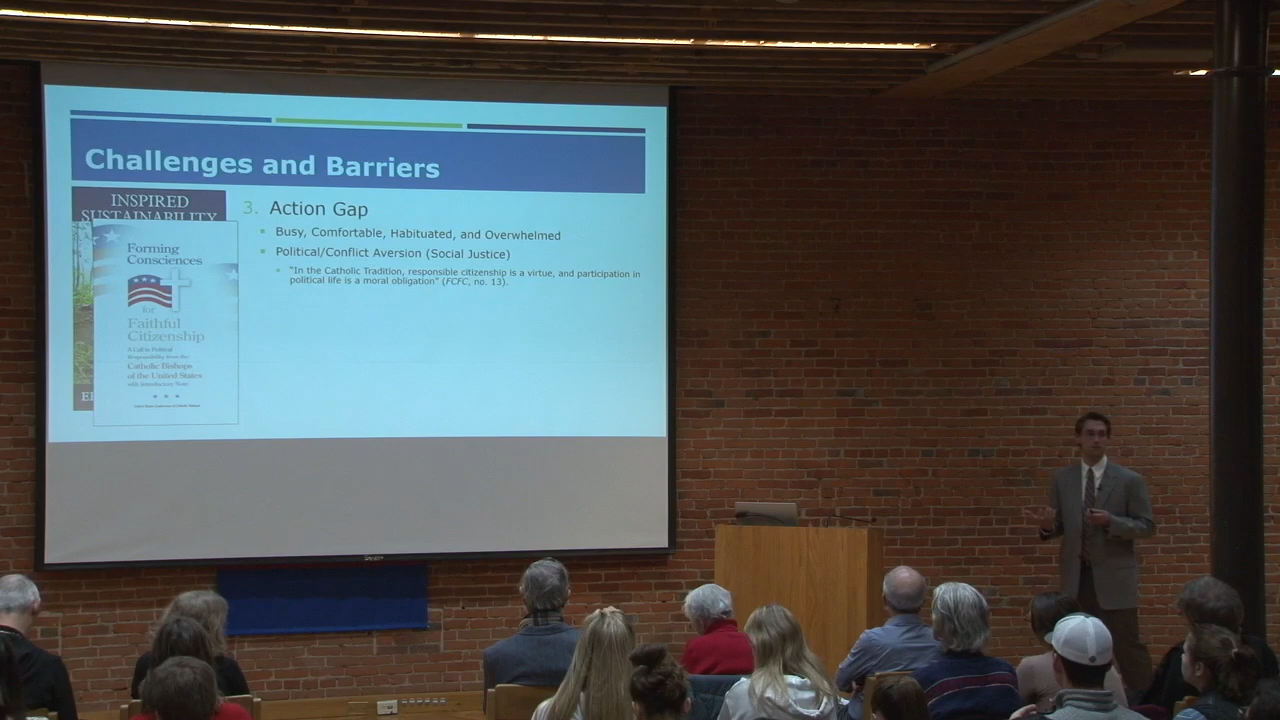 Challenges and Barriers
INSPIRED
SUSTAINABILITY
Forming
Consciences
for
Faithful
Citizenship
A Call to Political
Responsibility from the
Catholic Bishops
of the United States
with Introductory Note
3. Action Gap
Busy, Comfortable, Habituated, and Overwhelmed
Political/Conflict Aversion (Social Justice)
“In the Catholic Tradition, responsible citizenship is a virtue, and participation in
political life is a moral obligation” (FCFC, no. 13).